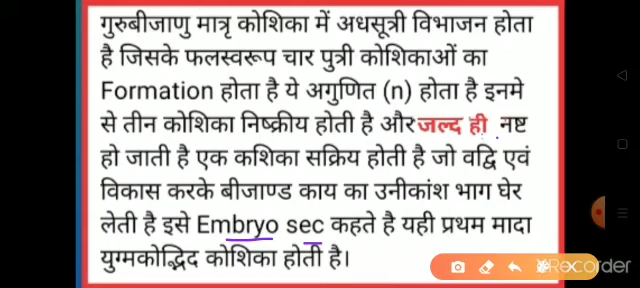 गुरुबीजाणु मातृ कोशिका में अधसूत्री विभाजन होता
है जिसके फलस्वरूप चार पुत्री कोशिकाओं का
Formation होता है ये अगुणित (n) होता है इनमे
से तीन कोशिका निष्क्रीय होती है और जल्द ही नष्ट
हो जाती है एक कशिका सक्रिय होती है जो वद्वि एवं
विकास करके बीजाण्ड काय का उनीकांश भाग घेर
लेती है इसे Embryo sec कहते है यही प्रथम मादा
युग्मकोद्भिद कोशिका होती है।